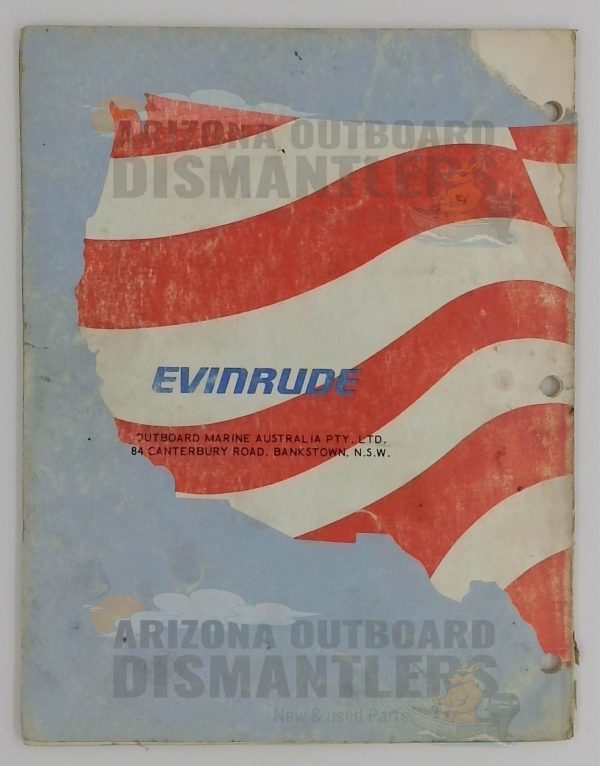 ARIZONA OUTBOARD
DISMANTLERS
EVINRUDE
OUTBOARD MARINE AUSTRALIA PTY. LTD.
84 CANTERBURY ROAD, BANKSTOWN, N.S.W.
ARIZONA OUTBOARD
DISMANTLERS
New & used Parts